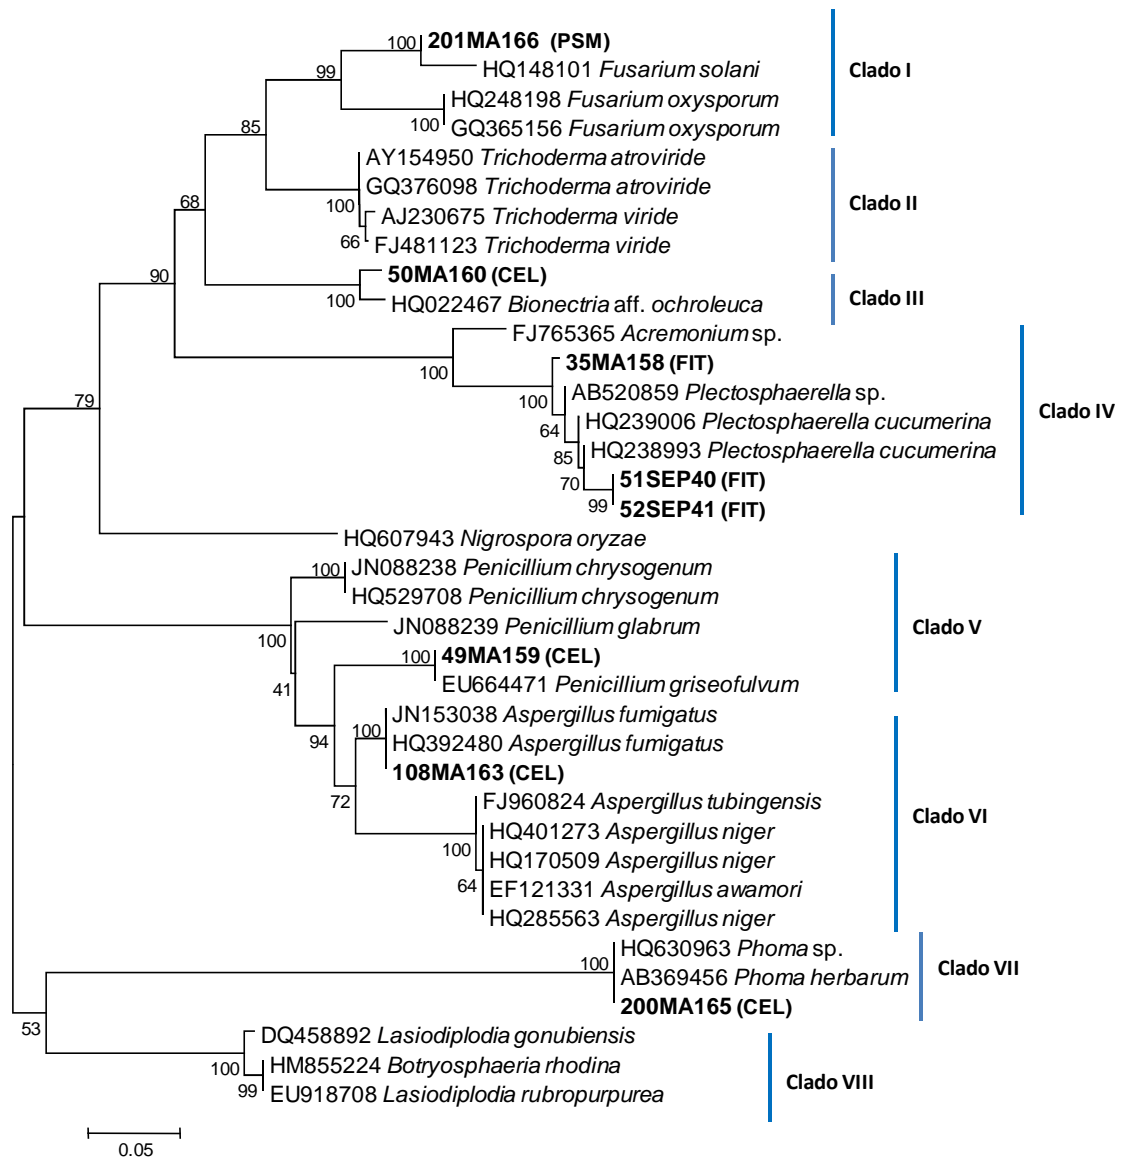 100 201MA166 (PSM)
HQ148101 Fusarium solani
Clado I
99
HQ248198 Fusarium oxysporum
100 GQ365156 Fusarium oxysporum
85
AY154950 Trichoderma atroviride
GQ376098 Trichoderma atroviride
100
AJ230675 Trichoderma viride
Clado II
68
66 FJ481123 Trichoderma viride
90
50MA160 (CEL)
100 HQ022467 Bionectria aff. ochroleuca
Clado III
FJ765365 Acremonium sp.
100
35MA158 (FIT)
100
AB520859 Plectosphaerella sp.
79
Clado IV
64
HQ239006 Plectosphaerella cucumerina
85
HQ238993 Plectosphaerella cucumerina
70
51SEP40 (FIT)
99 52SEP41 (FIT)
HQ607943 Nigrospora oryzae
100 JN088238 Penicillium chrysogenum
HQ529708 Penicillium chrysogenum
100
JN088239 Penicillium glabrum
Clado V
41
100 49MA159 (CEL)
EU664471 Penicillium griseofulvum
94
JN153038 Aspergillus fumigatus
100
HQ392480 Aspergillus fumigatus
108MA163 (CEL)
72
FJ960824 Aspergillus tubingensis
Clado VI
HQ401273 Aspergillus niger
100
HQ170509 Aspergillus niger
64
EF121331 Aspergillus awamori
HQ285563 Aspergillus niger
HQ630963 Phoma sp.
100
AB369456 Phoma herbarum
Clado VII
200MA165 (CEL)
53
DQ458892 Lasiodiplodia gonubiensis
100
HM855224 Botryosphaeria rhodina
Clado VIII
99 EU918708 Lasiodiplodia rubropurpurea
0.05